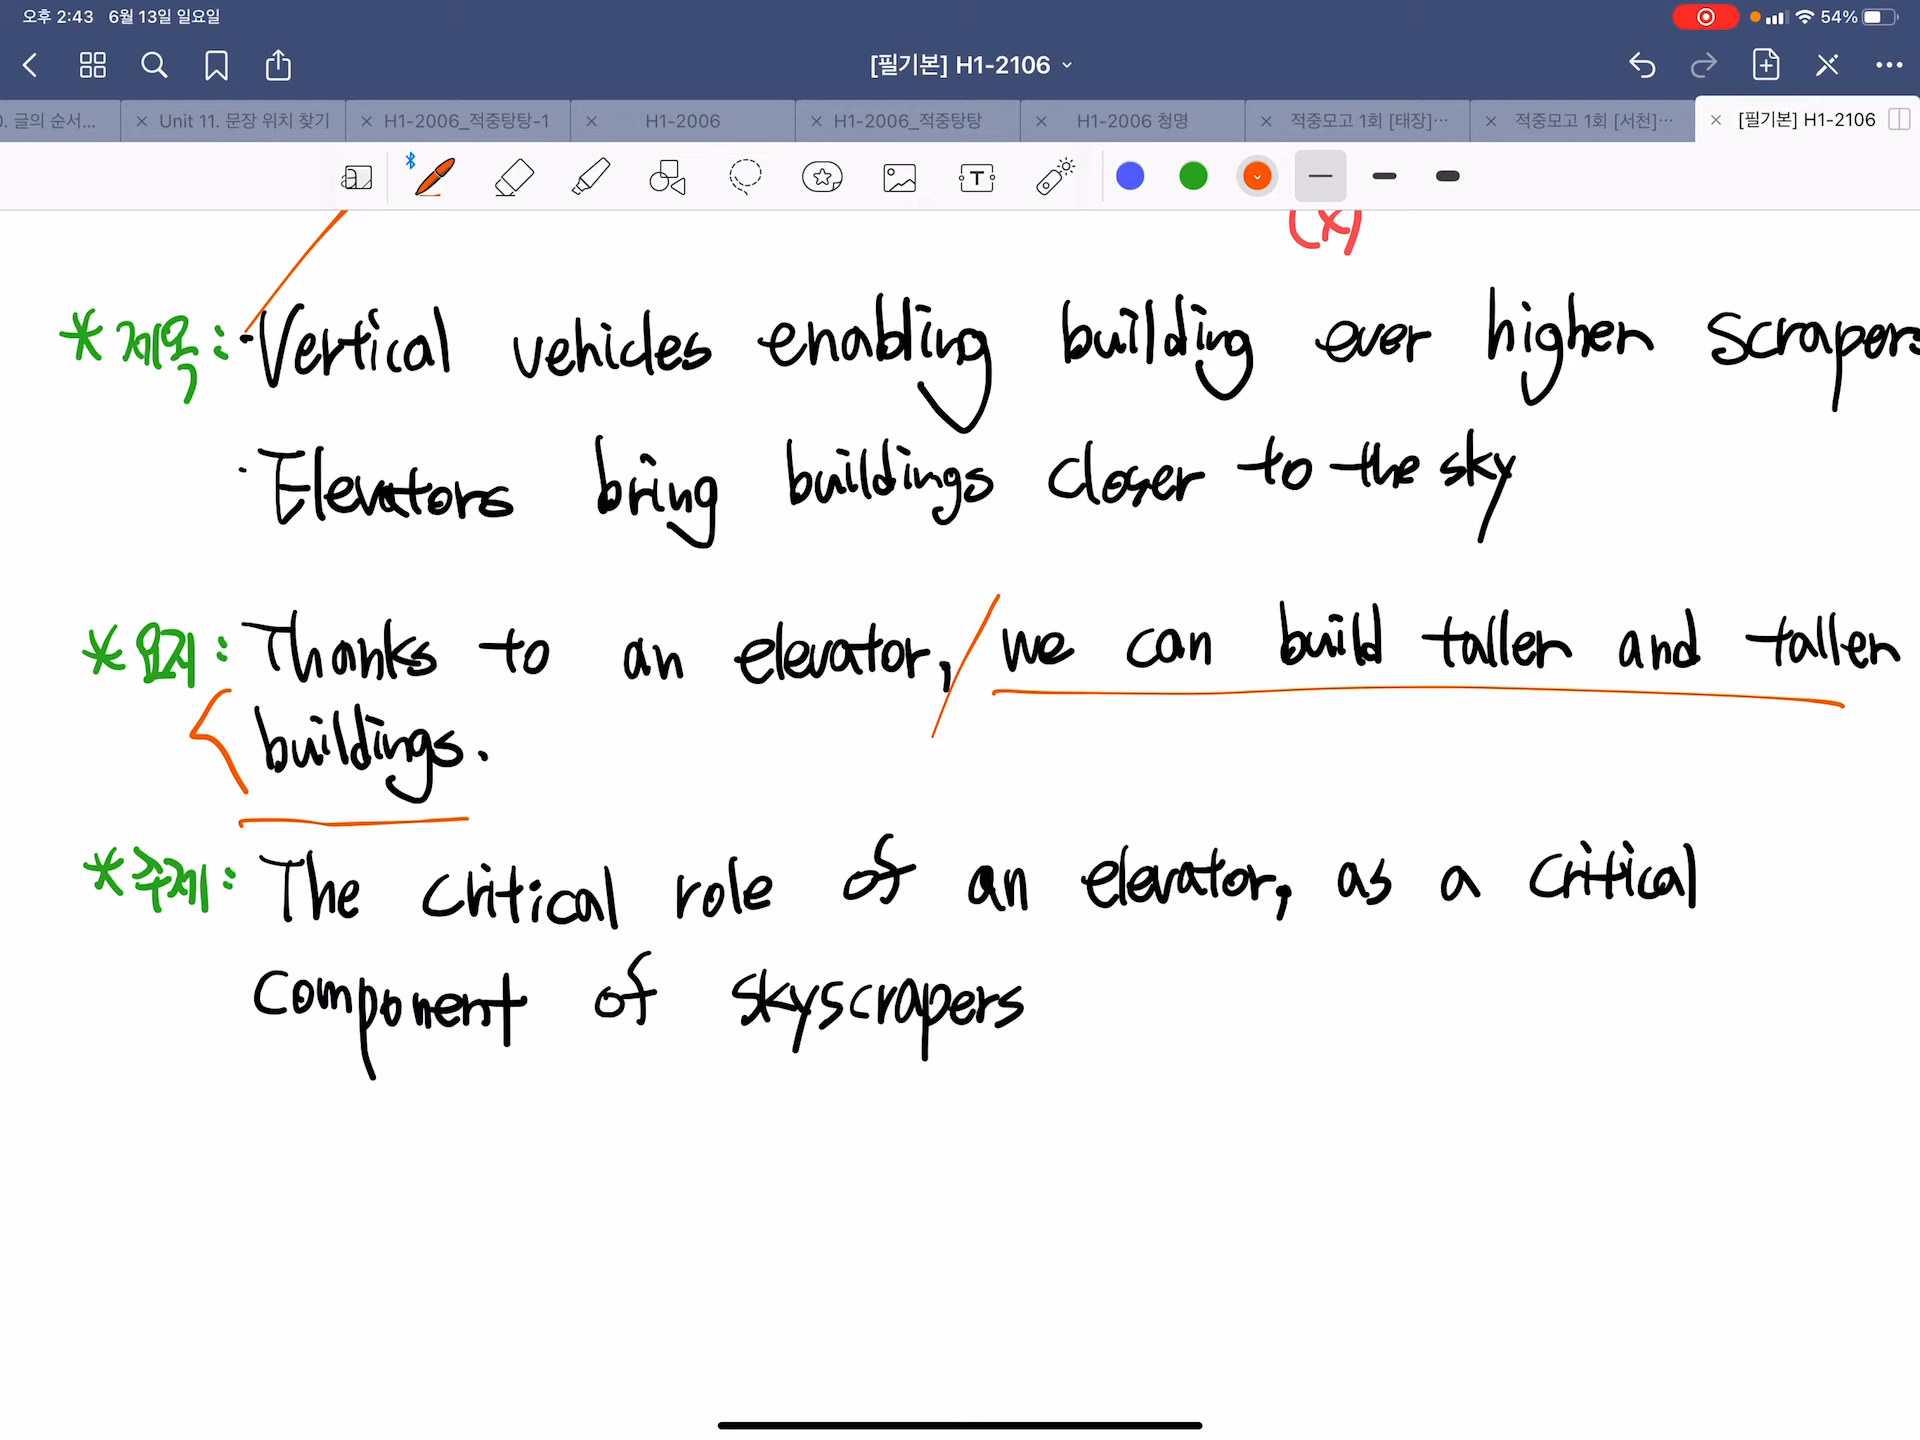 오후 2:43 6월 13일 일요일 54%
[필기본] H1-2106
. 글의 순서... Unit 11. 문장 위치 찾기 H1-2006_적중탕탕-1 H1-2006 H1-2006_적중탕탕 H1-2006 청명 적중모고 1회 [태장]… 적중모고 1회 [서천]… [필기본] H1-2106
(x)
*제목: ·Vertical vehicles enabling building ever higher scrapers
·Elevators bring buildings closer to the sky
*요지: Thanks to an elevator, / we can build taller and taller
buildings.
*주제: The critical role of an elevator, as a critical
component of skyscrapers